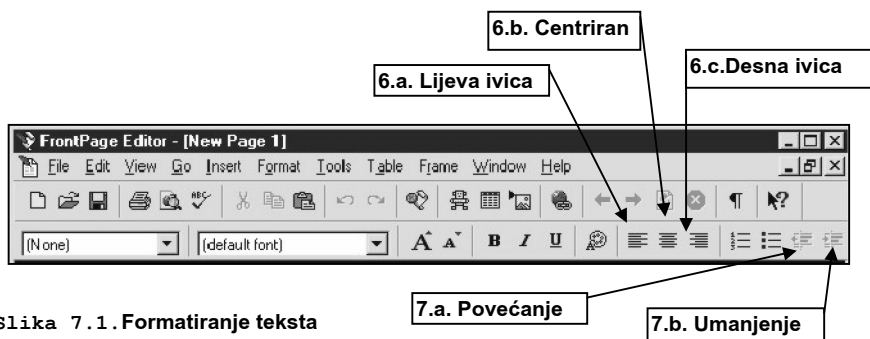 6.b. Centriran
6.c.Desna ivica
6.a. Lijeva ivica
FrontPage Editor - [New Page 1]
File Edit View Go Insert Format Tools Table Frame Window Help
ABC
(None) (default font) A A B I U
7.a. Povećanje
Slika 7.1.Formatiranje teksta
7.b. Umanjenje